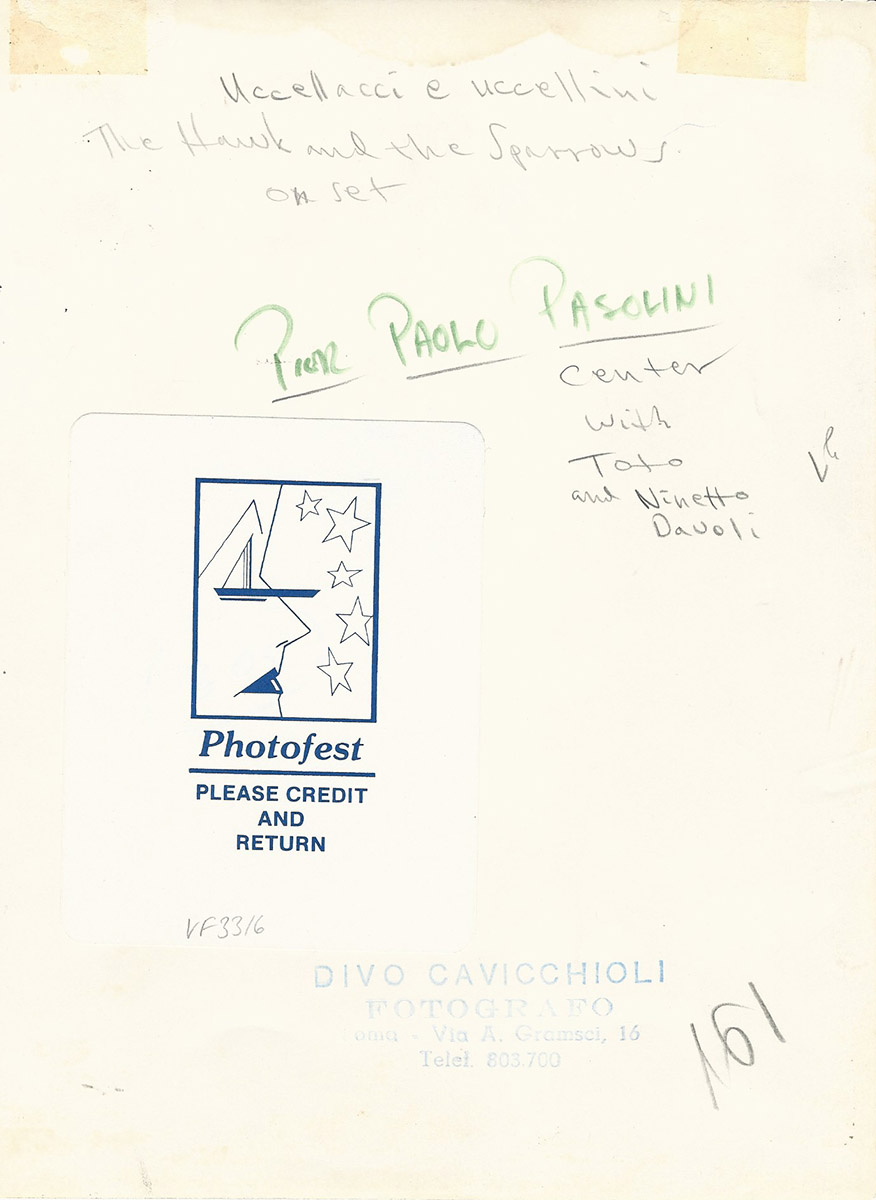 Uccellacci e uccellini
The Hawk and the Sparrows
on set
PIER PAOLO PASOLINI
center
with
Toto
and Ninetto
Davoli
Photofest
PLEASE CREDIT
AND
RETURN
VF3316
DIVO CAVICCHIOLI
FOTOGRAFO
oma - Via A. Gramsci, 16
Telef. 803.700
161